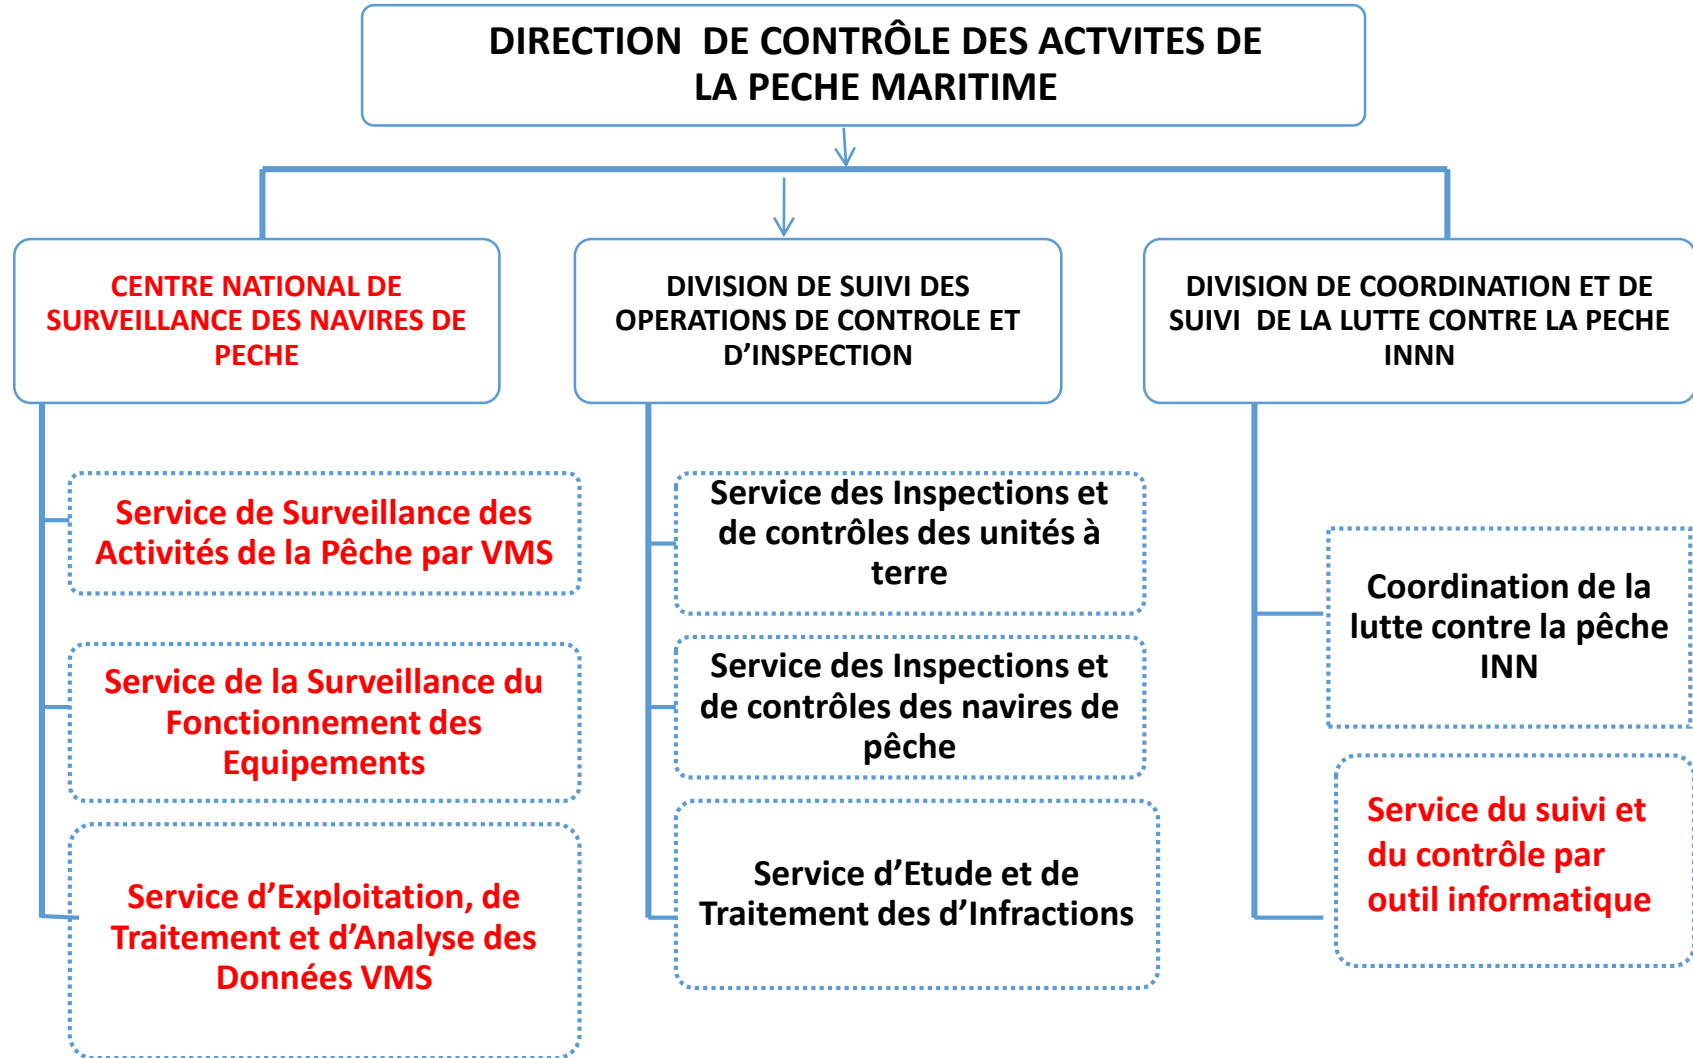 DIRECTION DE CONTRÔLE DES ACTVITES DE
LA PECHE MARITIME
CENTRE NATIONAL DE
SURVEILLANCE DES NAVIRES DE
PECHE
DIVISION DE SUIVI DES
OPERATIONS DE CONTROLE ET
D’INSPECTION
DIVISION DE COORDINATION ET DE
SUIVI DE LA LUTTE CONTRE LA PECHE
INNN
Service de Surveillance des
Activités de la Pêche par VMS
Service de la Surveillance du
Fonctionnement des
Equipements
Service d’Exploitation, de
Traitement et d’Analyse des
Données VMS
Service des Inspections et
de contrôles des unités à
terre
Service des Inspections et
de contrôles des navires de
pêche
Service d’Etude et de
Traitement des d’Infractions
Coordination de la
lutte contre la pêche
INN
Service du suivi et
du contrôle par
outil informatique